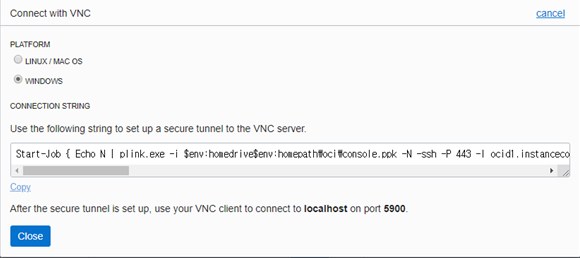 Connect with VNC
cancel
PLATFORM
LINUX / MAC OS
WINDOWS
CONNECTION STRING
Use the following string to set up a secure tunnel to the VNC server.
Start-Job { Echo N | plink.exe -i $env:homedrive$env:homepath₩oci₩console.ppk -N -ssh -P 443 -l ocid1.instanceco
Copy
After the secure tunnel is set up, use your VNC client to connect to localhost on port 5900.
Close